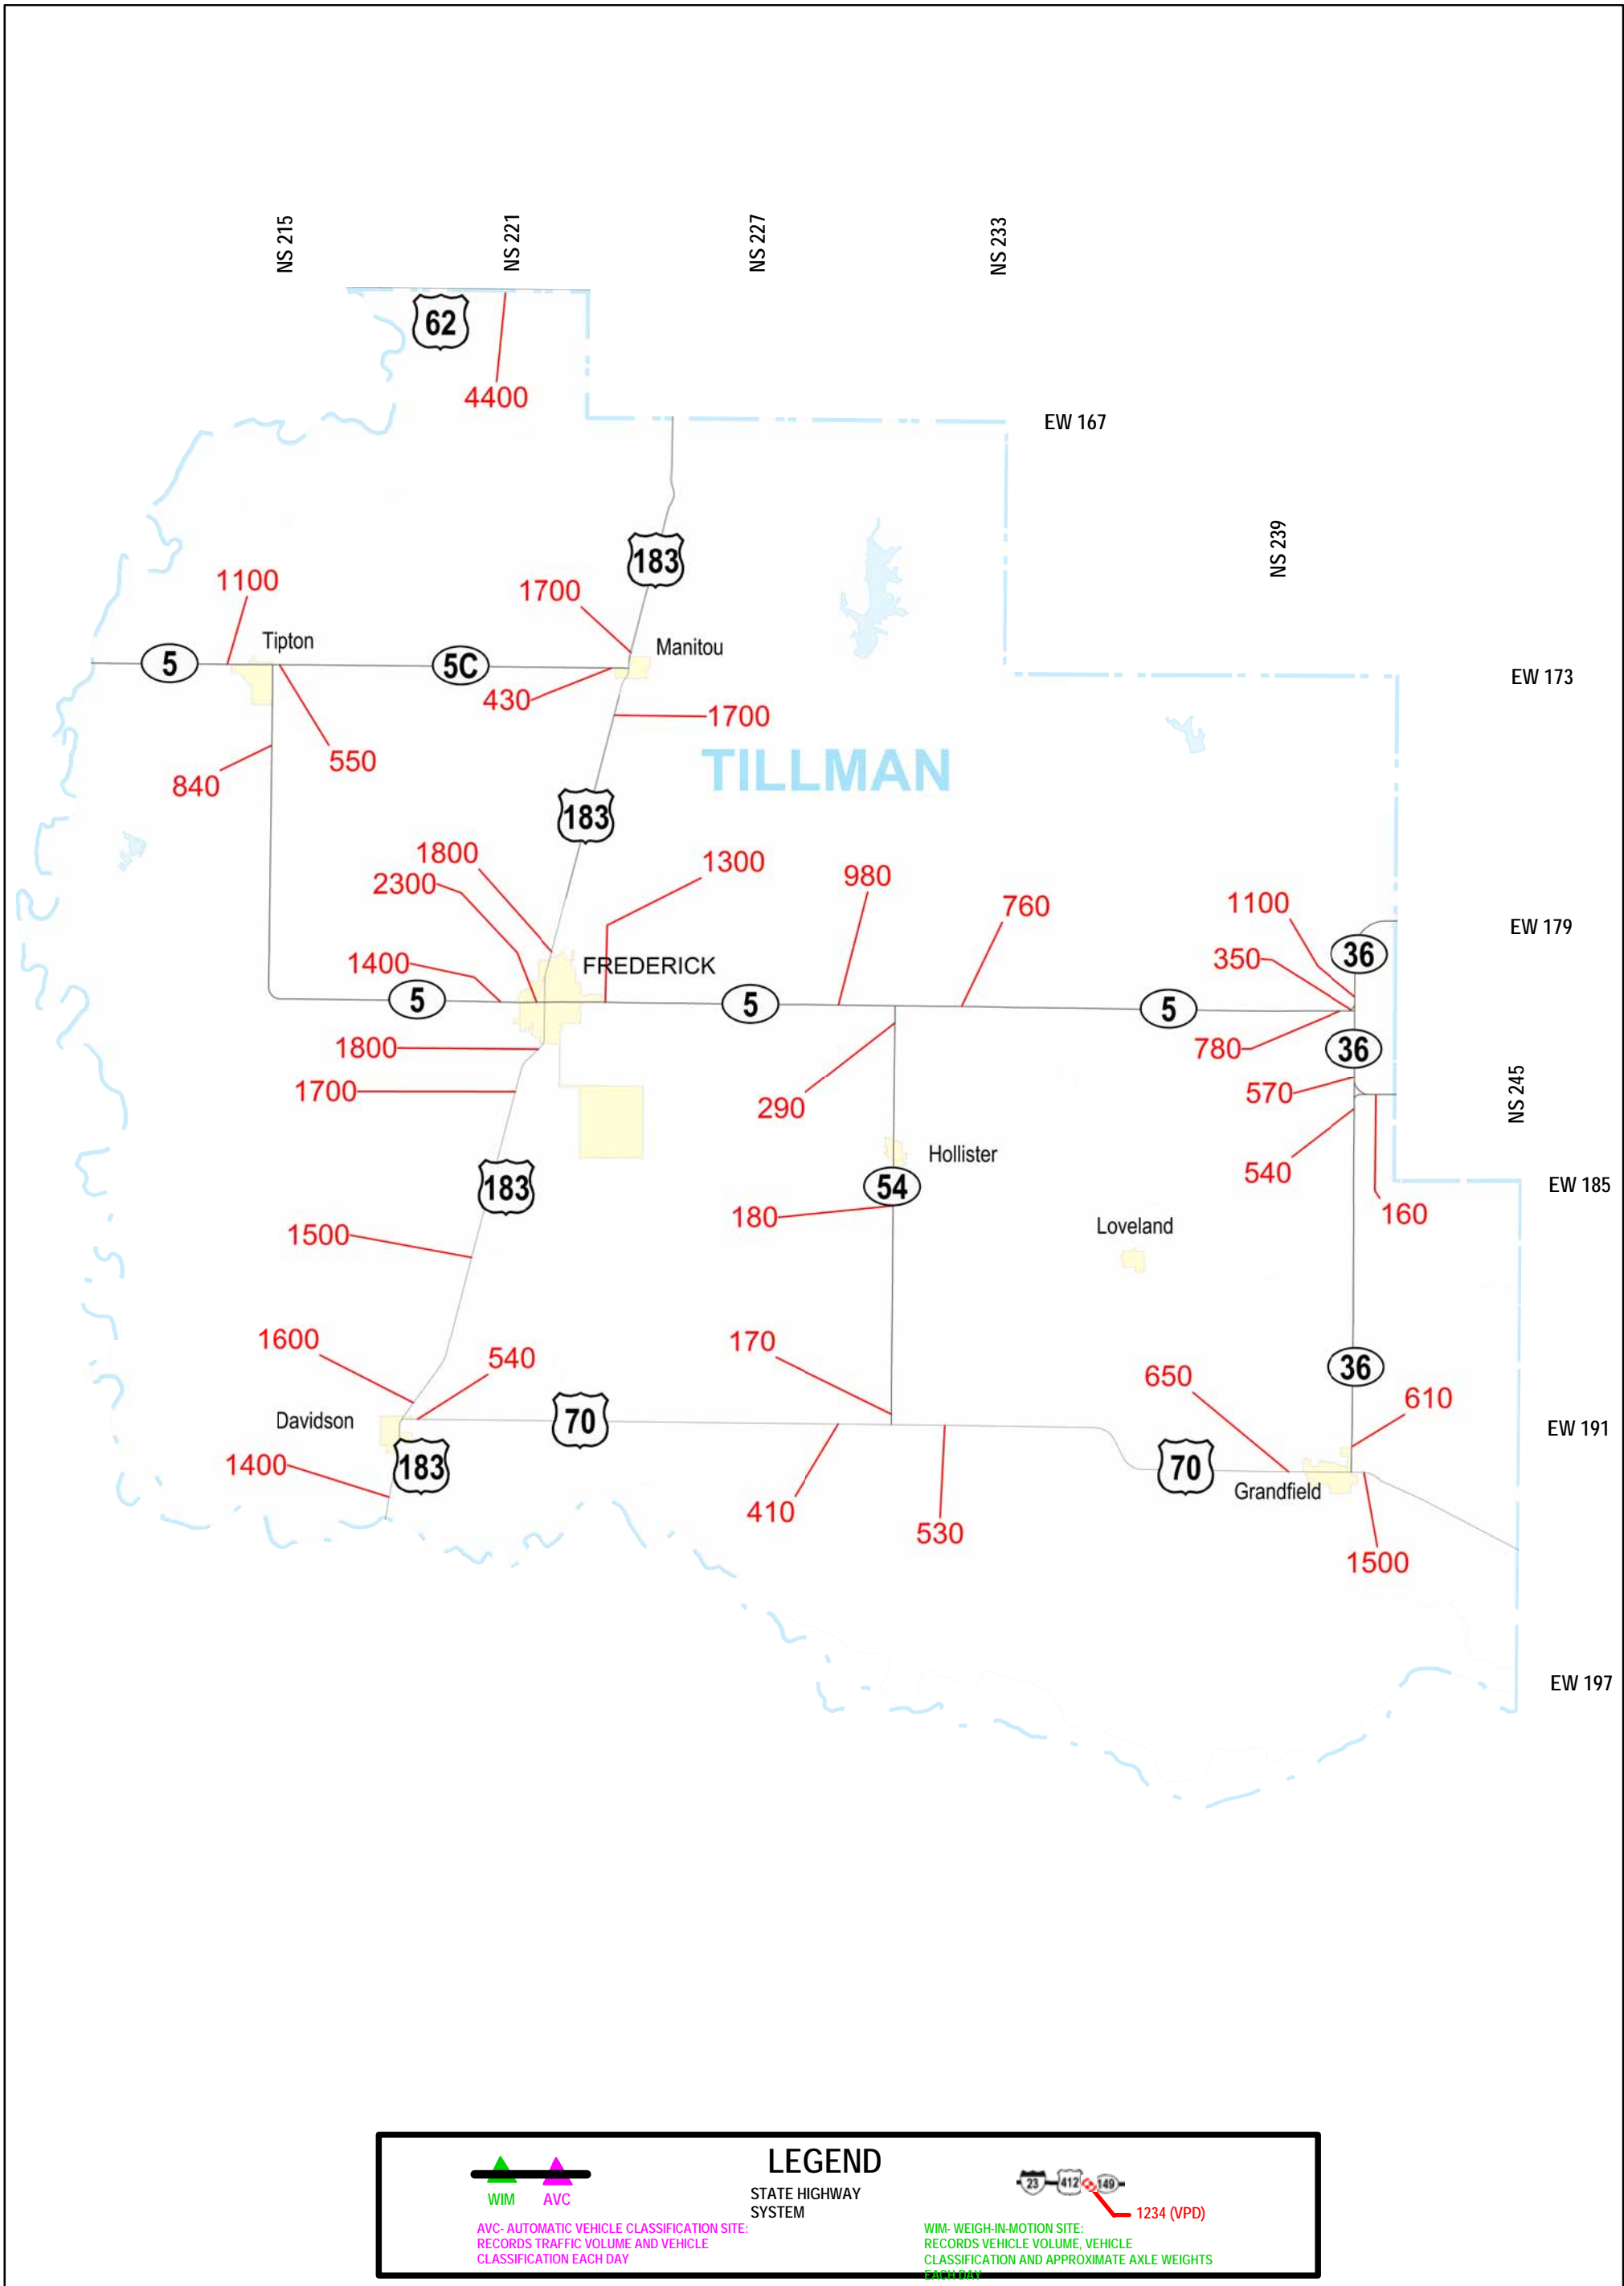 NS 215
NS 221
NS 227
NS 233
62
4400
EW 167
NS 239
183
1100
1700
Tipton
Manitou
5
5C
430
EW 173
1700
550
840
TILLMAN
183
1800
1300
2300
980
760
1100
EW 179
36
350
1400
FREDERICK
5
5
5
1800
780
36
1700
290
570
NS 245
Hollister
540
183
54
EW 185
180
160
Loveland
1500
1600
170
540
36
650
610
Davidson
70
EW 191
1400
183
70
Grandfield
410
530
1500
EW 197
LEGEND
WIM AVC
STATE HIGHWAY
SYSTEM
23 412 149
1234 (VPD)
AVC- AUTOMATIC VEHICLE CLASSIFICATION SITE:
RECORDS TRAFFIC VOLUME AND VEHICLE
CLASSIFICATION EACH DAY
WIM- WEIGH-IN-MOTION SITE:
RECORDS VEHICLE VOLUME, VEHICLE
CLASSIFICATION AND APPROXIMATE AXLE WEIGHTS
EACH DAY